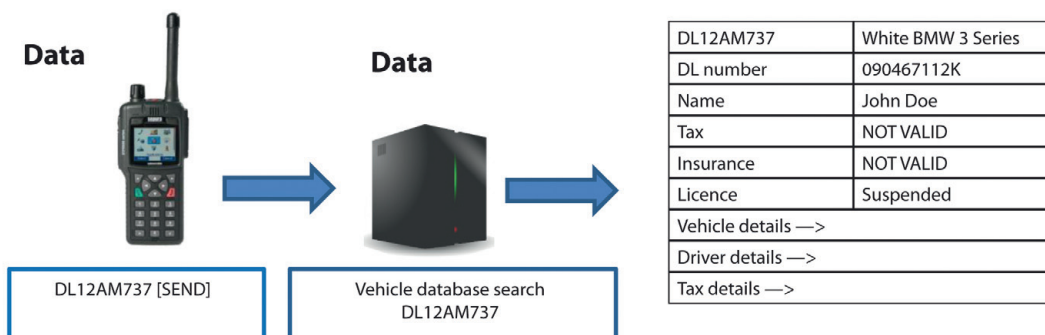 Data
DL12AM737 [SEND]
Data
Vehicle database search
DL12AM737
DL12AM737 White BMW 3 Series
DL number 090467112K
Name John Doe
Tax NOT VALID
Insurance NOT VALID
Licence Suspended
Vehicle details —>
Driver details —>
Tax details —>